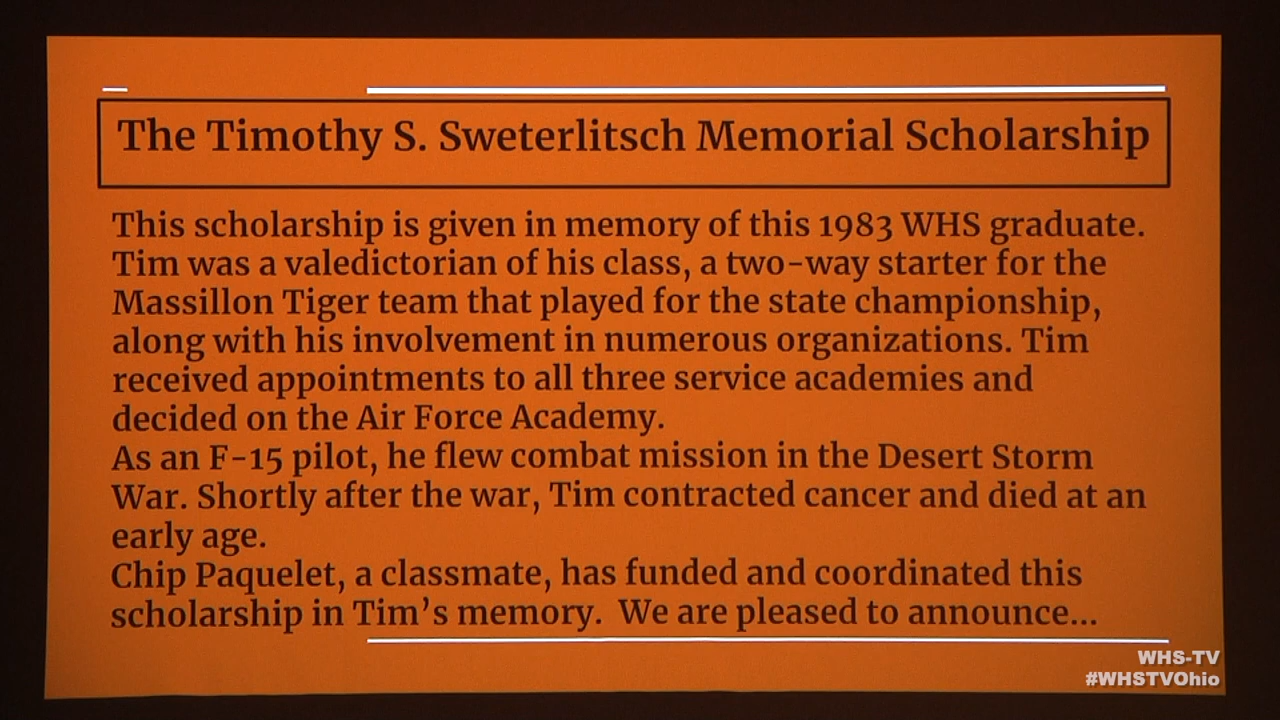 The Timothy S. Sweterlitsch Memorial Scholarship
This scholarship is given in memory of this 1983 WHS graduate.
Tim was a valedictorian of his class, a two-way starter for the
Massillon Tiger team that played for the state championship,
along with his involvement in numerous organizations. Tim
received appointments to all three service academies and
decided on the Air Force Academy.
As an F-15 pilot, he flew combat mission in the Desert Storm
War. Shortly after the war, Tim contracted cancer and died at an
early age.
Chip Paquelet, a classmate, has funded and coordinated this
scholarship in Tim’s memory.  We are pleased to announce...
WHS-TV
#WHSTVOhio